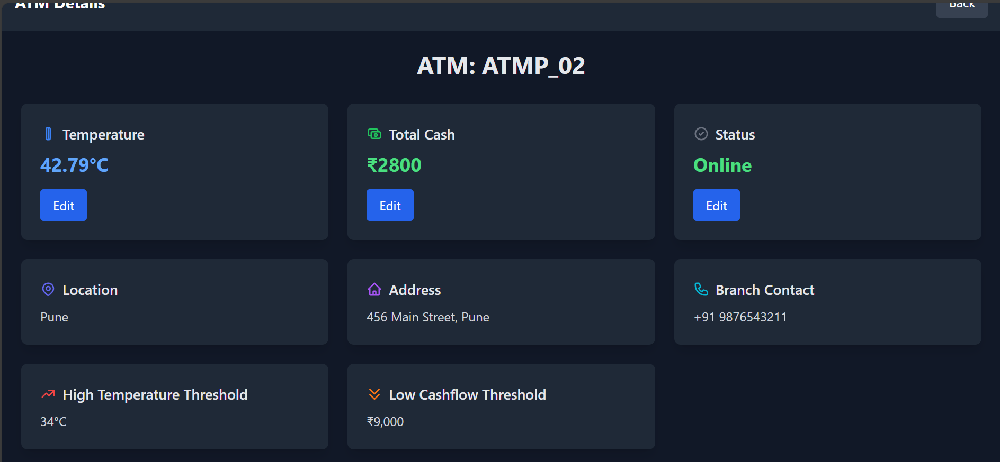 ATM Details
Back
ATM: ATMP_02
Temperature
42.79°C
Edit
Total Cash
₹2800
Edit
Status
Online
Edit
Location
Pune
Address
456 Main Street, Pune
Branch Contact
+91 9876543211
High Temperature Threshold
34°C
Low Cashflow Threshold
₹9,000